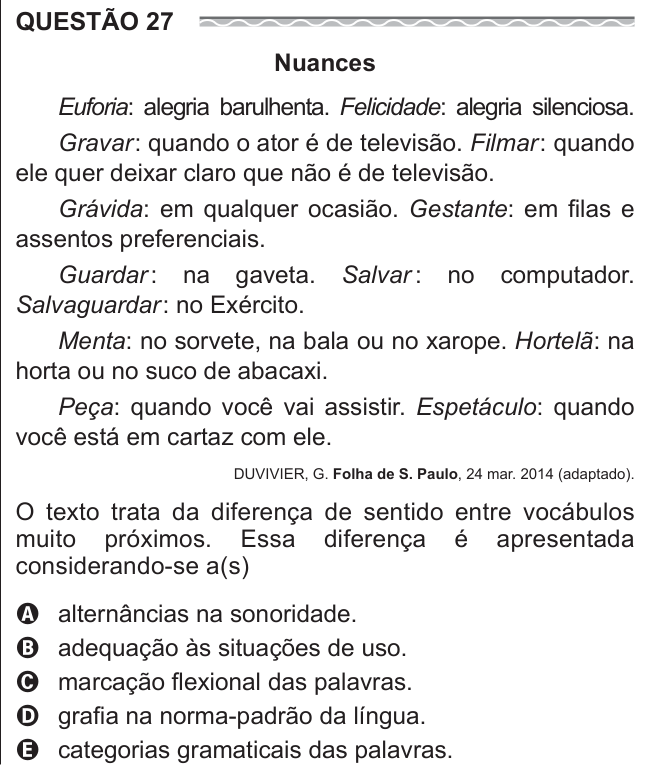 QUESTÃO 27
Nuances
Euforia: alegria barulhenta. Felicidade: alegria silenciosa.
Gravar: quando o ator é de televisão. Filmar: quando
ele quer deixar claro que não é de televisão.
Grávida: em qualquer ocasião. Gestante: em filas e
assentos preferenciais.
Guardar: na gaveta. Salvar: no computador.
Salvaguardar: no Exército.
Menta: no sorvete, na bala ou no xarope. Hortelã: na
horta ou no suco de abacaxi.
Peça: quando você vai assistir. Espetáculo: quando
você está em cartaz com ele.
DUVIVIER, G. Folha de S. Paulo, 24 mar. 2014 (adaptado).
O texto trata da diferença de sentido entre vocábulos
muito próximos. Essa diferença é apresentada
considerando-se a(s)
A alternâncias na sonoridade.
B adequação às situações de uso.
C marcação flexional das palavras.
D grafia na norma-padrão da língua.
E categorias gramaticais das palavras.